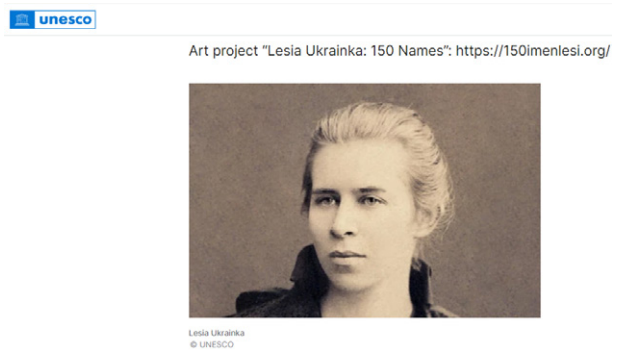 unesco
Art project "Lesia Ukrainka: 150 Names": https://150imenlesi.org/
Lesia Ukrainka
© UNESCO